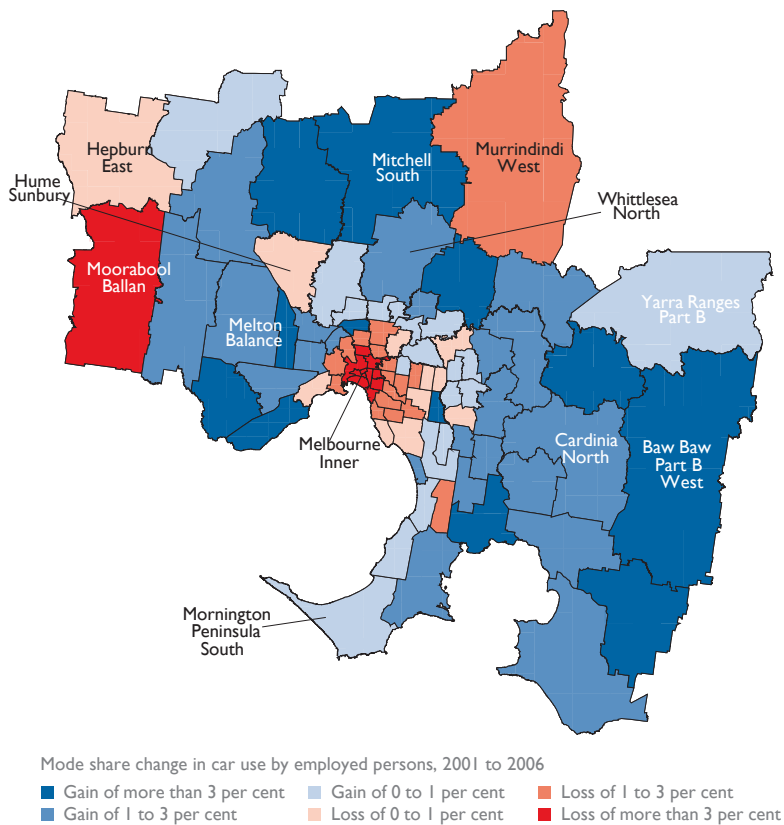 Hepburn
East
Hume
Sunbury
Mitchell
South
Murrindindi
West
Whittlesea
North
Moorabool
Ballan
Yarra Ranges
Part B
Melton
Balance
Melbourne
Inner
Cardinia
North
Baw Baw
Part B
West
Mornington
Peninsula
South
Mode share change in car use by employed persons, 2001 to 2006
Gain of more than 3 per cent
Gain of 0 to 1 per cent
Loss of 1 to 3 per cent
Gain of 1 to 3 per cent
Loss of 0 to 1 per cent
Loss of more than 3 per cent